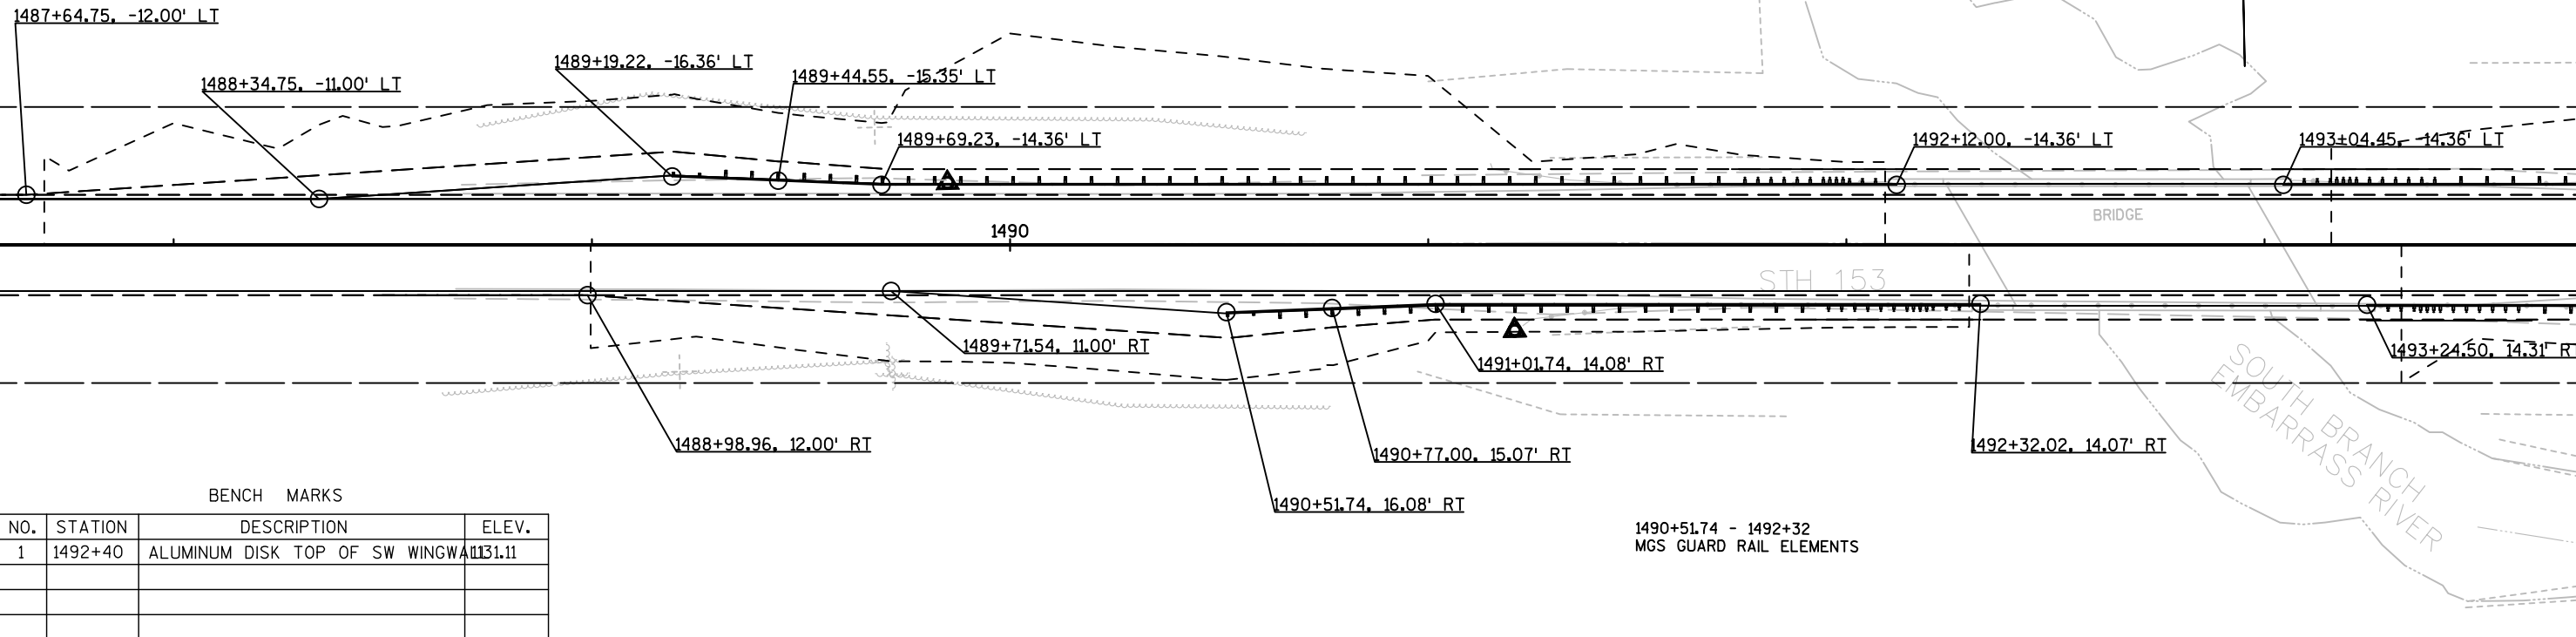 1487+64.75, -12.00' LT
1488+34.75, -11.00' LT
1489+19.22, -16.36' LT
1489+44.55, -15.35' LT
1489+69.23, -14.36' LT
1492+12.00, -14.36' LT
1493+04.45, -14.36' LT
BRIDGE
1490
STH 153
1489+71.54, 11.00' RT
1491+01.74, 14.08' RT
1493+24.50, 14.31' RT
1488+98.96, 12.00' RT
1490+77.00, 15.07' RT
1492+32.02, 14.07' RT
1490+51.74, 16.08' RT
SOUTH BRANCH
EMBARRASS RIVER
1490+51.74 - 1492+32
MGS GUARD RAIL ELEMENTS
BENCH MARKS
NO. STATION DESCRIPTION ELEV.
1 1492+40 ALUMINUM DISK TOP OF SW WINGWALL 1131.11